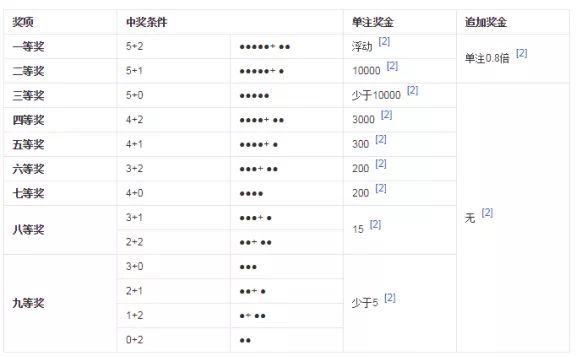 奖项 中奖条件 单注奖金 追加奖金
一等奖 5+2 ●●●●●+ ●● 浮动 [2] 单注0.8倍 [2]
二等奖 5+1 ●●●●●+ ● 10000 [2]
三等奖 5+0 ●●●●● 少于10000 [2] 无 [2]
四等奖 4+2 ●●●●+ ●● 3000 [2]
五等奖 4+1 ●●●●+ ● 300 [2]
六等奖 3+2 ●●●+ ●● 200 [2]
七等奖 4+0 ●●●● 200 [2]
八等奖 3+1 ●●●+ ● 15 [2]
2+2 ●●+ ●●
九等奖 3+0 ●●● 少于5 [2]
2+1 ●●+ ●
1+2 ●+ ●●
0+2 ●●